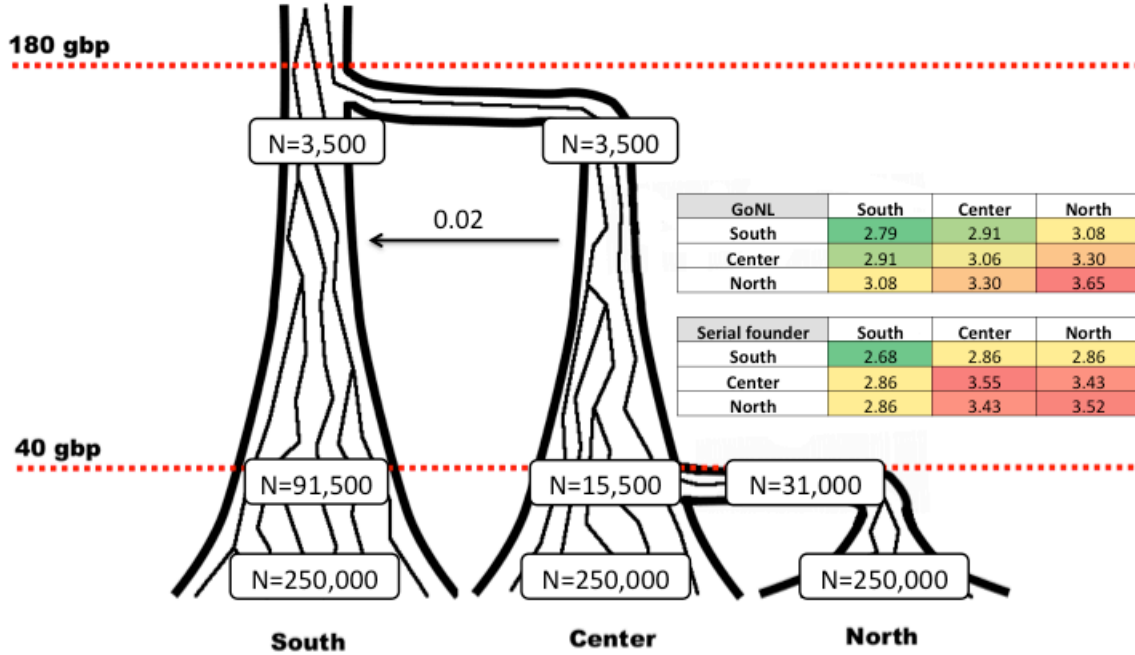 180 gbp
N=3,500 N=3,500
0.02
GoNL South Center North
South 2.79 2.91 3.08
Center 2.91 3.06 3.30
North 3.08 3.30 3.65
Serial founder South Center North
South 2.68 2.86 2.86
Center 2.86 3.55 3.43
North 2.86 3.43 3.52
40 gbp
N=91,500 N=15,500 N=31,000
N=250,000 N=250,000 N=250,000
South Center North